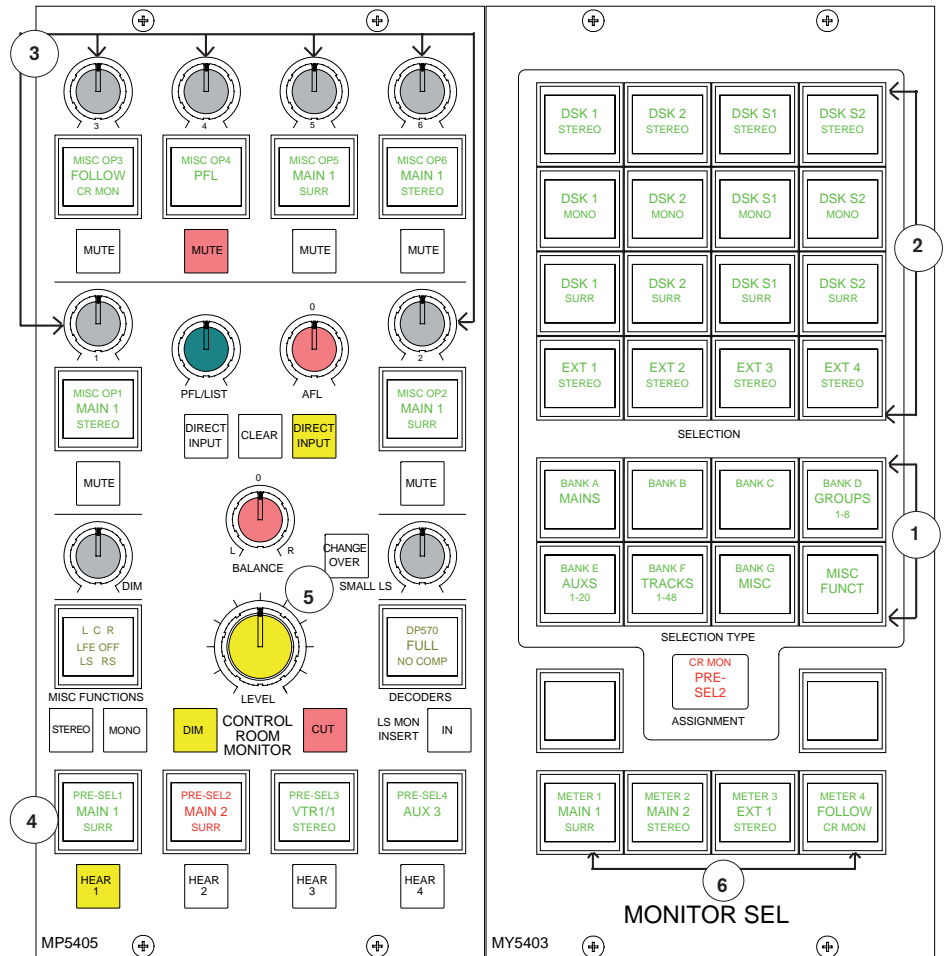 3
3
4
5
6
MISC OP3
FOLLOW
CR MON
MISC OP4
PFL
MISC OP5
MAIN 1
SURR
MISC OP6
MAIN 1
STEREO
MUTE
MUTE
MUTE
MUTE
0
1
2
PFL/LIST
AFL
MISC OP1
MAIN 1
STEREO
DIRECT
INPUT
CLEAR
DIRECT
INPUT
MISC OP2
MAIN 1
SURR
MUTE
MUTE
0
L
R
BALANCE
CHANGE
OVER
DIM
SMALL LS
5
L C R
LFE OFF
LS RS
DP570
FULL
NO COMP
MISC FUNCTIONS
LEVEL
DECODERS
STEREO
MONO
DIM
CONTROL
ROOM
MONITOR
CUT
LS MON
INSERT
IN
4
PRE-SEL1
MAIN 1
SURR
PRE-SEL2
MAIN 2
SURR
PRE-SEL3
VTR1/1
STEREO
PRE-SEL4
AUX 3
HEAR
1
HEAR
2
HEAR
3
HEAR
4
MP5405
DSK 1
STEREO
DSK 2
STEREO
DSK S1
STEREO
DSK S2
STEREO
DSK 1
MONO
DSK 2
MONO
DSK S1
MONO
DSK S2
MONO
2
DSK 1
SURR
DSK 2
SURR
DSK S1
SURR
DSK S2
SURR
EXT 1
STEREO
EXT 2
STEREO
EXT 3
STEREO
EXT 4
STEREO
SELECTION
BANK A
MAINS
BANK B
BANK C
BANK D
GROUPS
1-8
1
BANK E
AUXS
1-20
BANK F
TRACKS
1-48
BANK G
MISC
MISC
FUNCT
SELECTION TYPE
CR MON
PRE-
SEL2
ASSIGNMENT
METER 1
MAIN 1
SURR
METER 2
MAIN 2
STEREO
METER 3
EXT 1
STEREO
METER 4
FOLLOW
CR MON
6
MONITOR SEL
MY5403